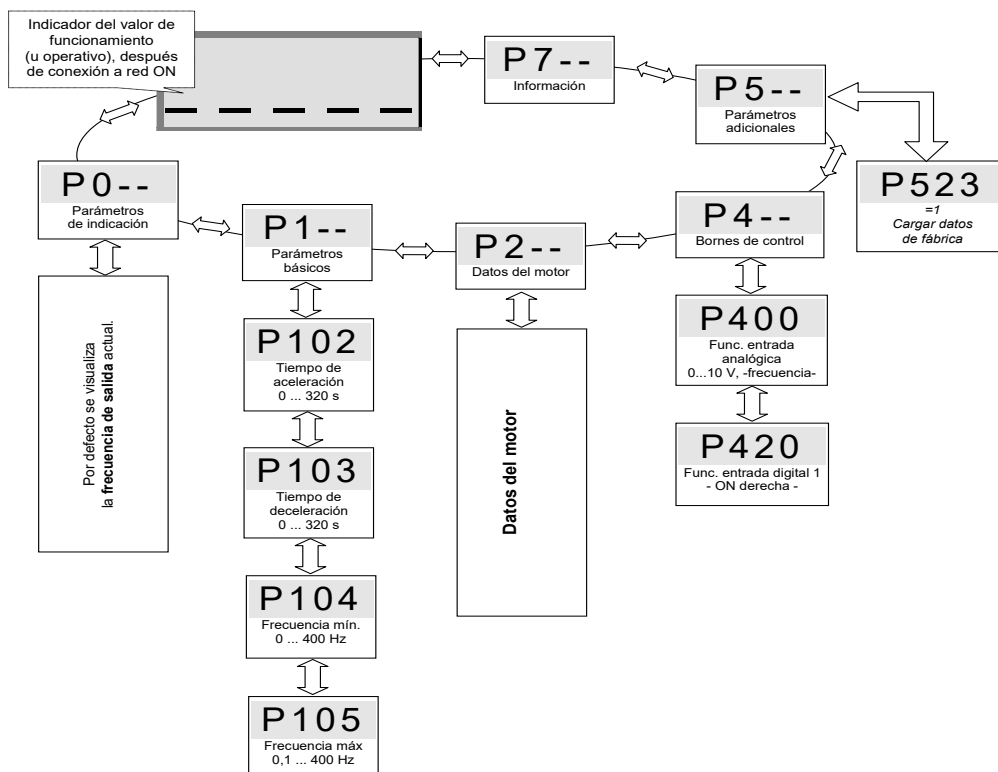 Indicador del valor de
funcionamiento
(u operativo), después
de conexión a red ON
P7--
Información
P5--
Parámetros
adicionales
P0--
Parámetros
de indicación
P1--
Parámetros
básicos
P2--
Datos del motor
P4--
Bornes de control
P523
=1
Cargar datos
de fábrica
Por defecto se visualiza
la frecuencia de salida actual.
P102
Tiempo de
aceleración
0 ... 320 s
P103
Tiempo de
deceleración
0 ... 320 s
P104
Frecuencia mín.
0 ... 400 Hz
P105
Frecuencia máx
0,1 ... 400 Hz
Datos del motor
P400
Func. entrada
analógica
0...10 V, -frecuencia-
P420
Func. entrada digital 1
- ON derecha -